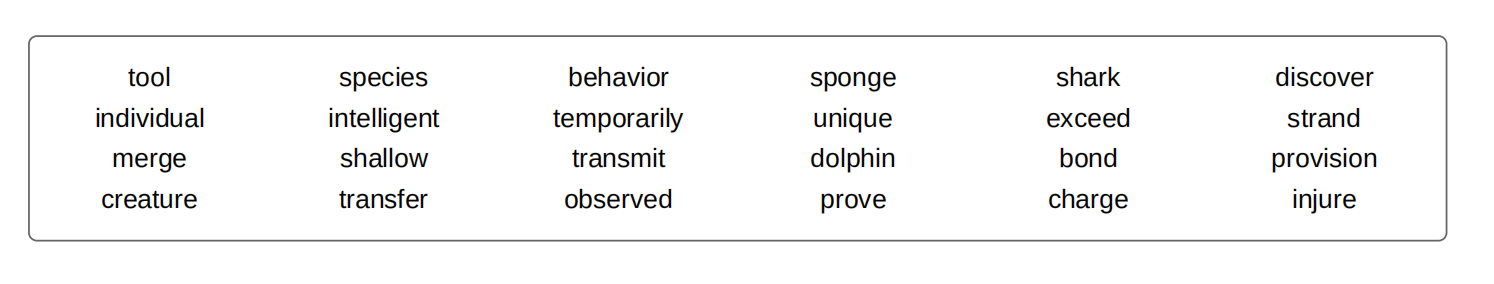 tool species behavior sponge shark discover
individual intelligent temporarily unique exceed strand
merge shallow transmit dolphin bond provision
creature transfer observed prove charge injure